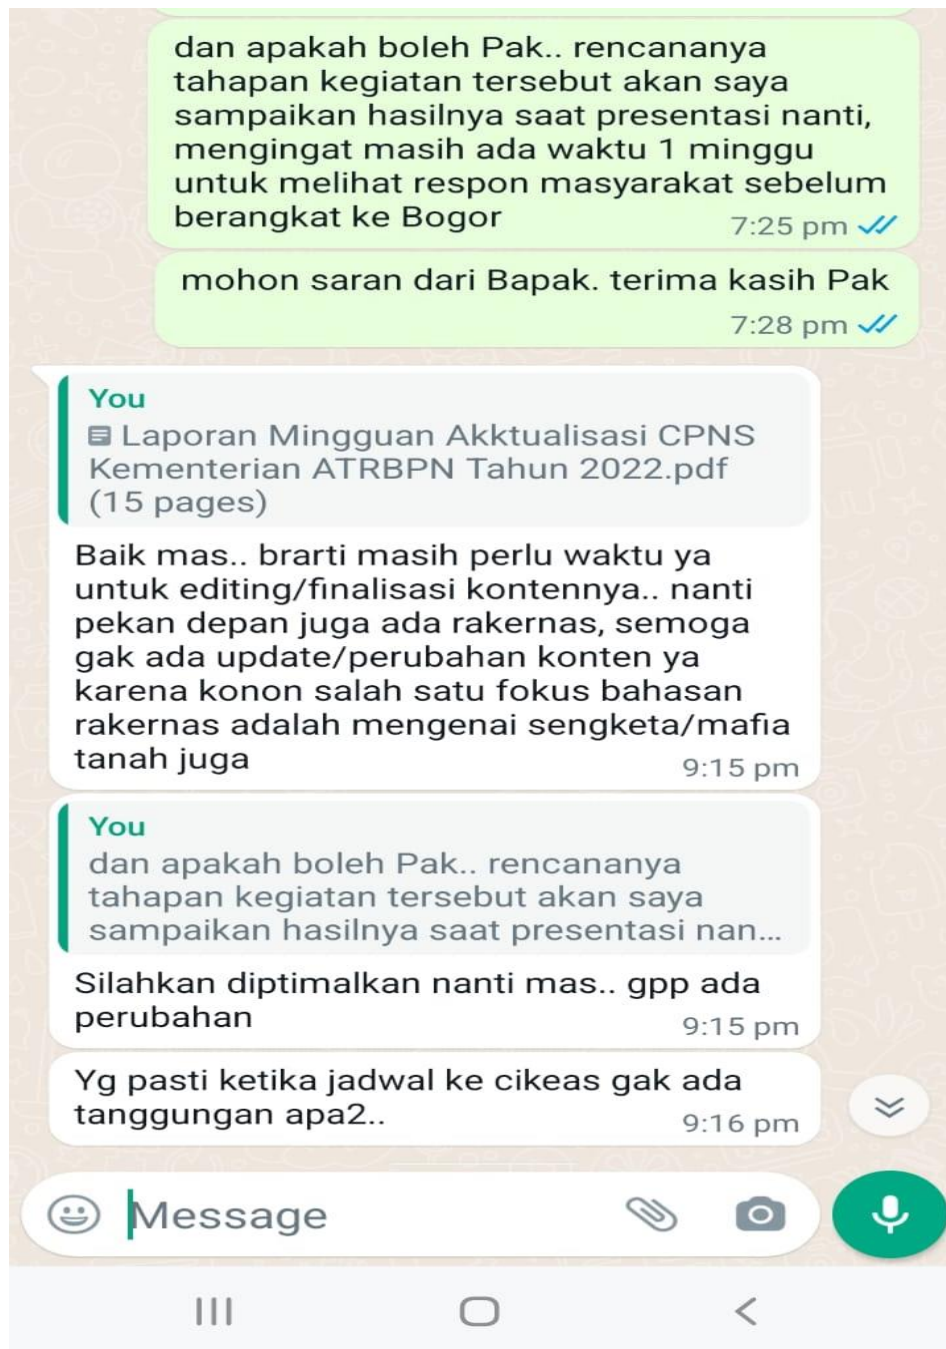 dan apakah boleh Pak.. rencananya
tahapan kegiatan tersebut akan saya
sampaikan hasilnya saat presentasi nanti,
mengingat masih ada waktu 1 minggu
untuk melihat respon masyarakat sebelum
berangkat ke Bogor
7:25 pm
mohon saran dari Bapak. terima kasih Pak
7:28 pm
You
Laporan Mingguan Akktualisasi CPNS
Kementerian ATRBPN Tahun 2022.pdf
(15 pages)
Baik mas.. brarti masih perlu waktu ya
untuk editing/finalisasi kontennya.. nanti
pekan depan juga ada rakernas, semoga
gak ada update/perubahan konten ya
karena konon salah satu fokus bahasan
rakernas adalah mengenai sengketa/mafia
tanah juga
9:15 pm
You
dan apakah boleh Pak.. rencananya
tahapan kegiatan tersebut akan saya
sampaikan hasilnya saat presentasi nan...
Silahkan diptimalkan nanti mas.. gpp ada
perubahan
9:15 pm
Yg pasti ketika jadwal ke cikeas gak ada
tanggungan apa2..
9:16 pm
Message